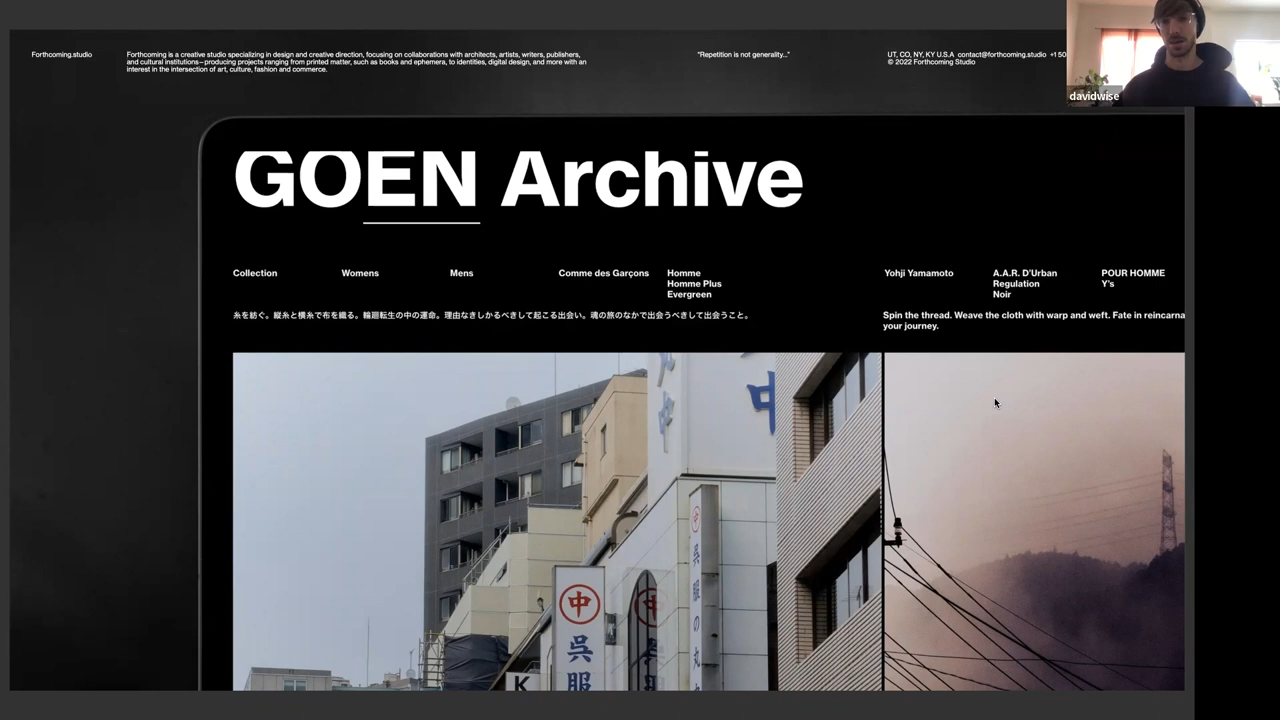 Forthcoming.studio
Forthcoming is a creative studio specializing in design and creative direction, focusing on collaborations with architects, artists, writers, publishers,
and cultural institutions—producing projects ranging from printed matter, such as books and ephemera, to identities, digital design, and more with an
interest in the intersection of art, culture, fashion and commerce.
“Repetition is not generality...”
UT, CO, NY, KY U.S.A contact@forthcoming.studio +1 50
© 2022 Forthcoming Studio
davidwise
GOEN Archive
Collection
Womens
Mens
Comme des Garçons
Homme
Homme Plus
Evergreen
Yohji Yamamoto
A.A.R. D’Urban
Regulation
Noir
POUR HOMME
Y’s
糸を紡ぐ。縦糸と横糸で布を織る。輪廻転生の中の運命。理由なきしかるべきして起こる出会い。魂の旅のなかで出会うべきして出会うこと。
Spin the thread. Weave the cloth with warp and weft. Fate in reincarna
your journey.
中
中
中
呉服
呉服の丸
K